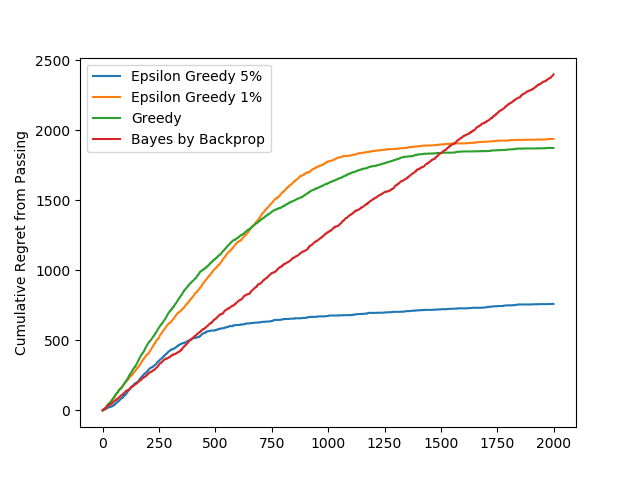 2500
2000
1500
1000
500
0
Cumulative Regret from Passing
Epsilon Greedy 5%
Epsilon Greedy 1%
Greedy
Bayes by Backprop
0 250 500 750 1000 1250 1500 1750 2000